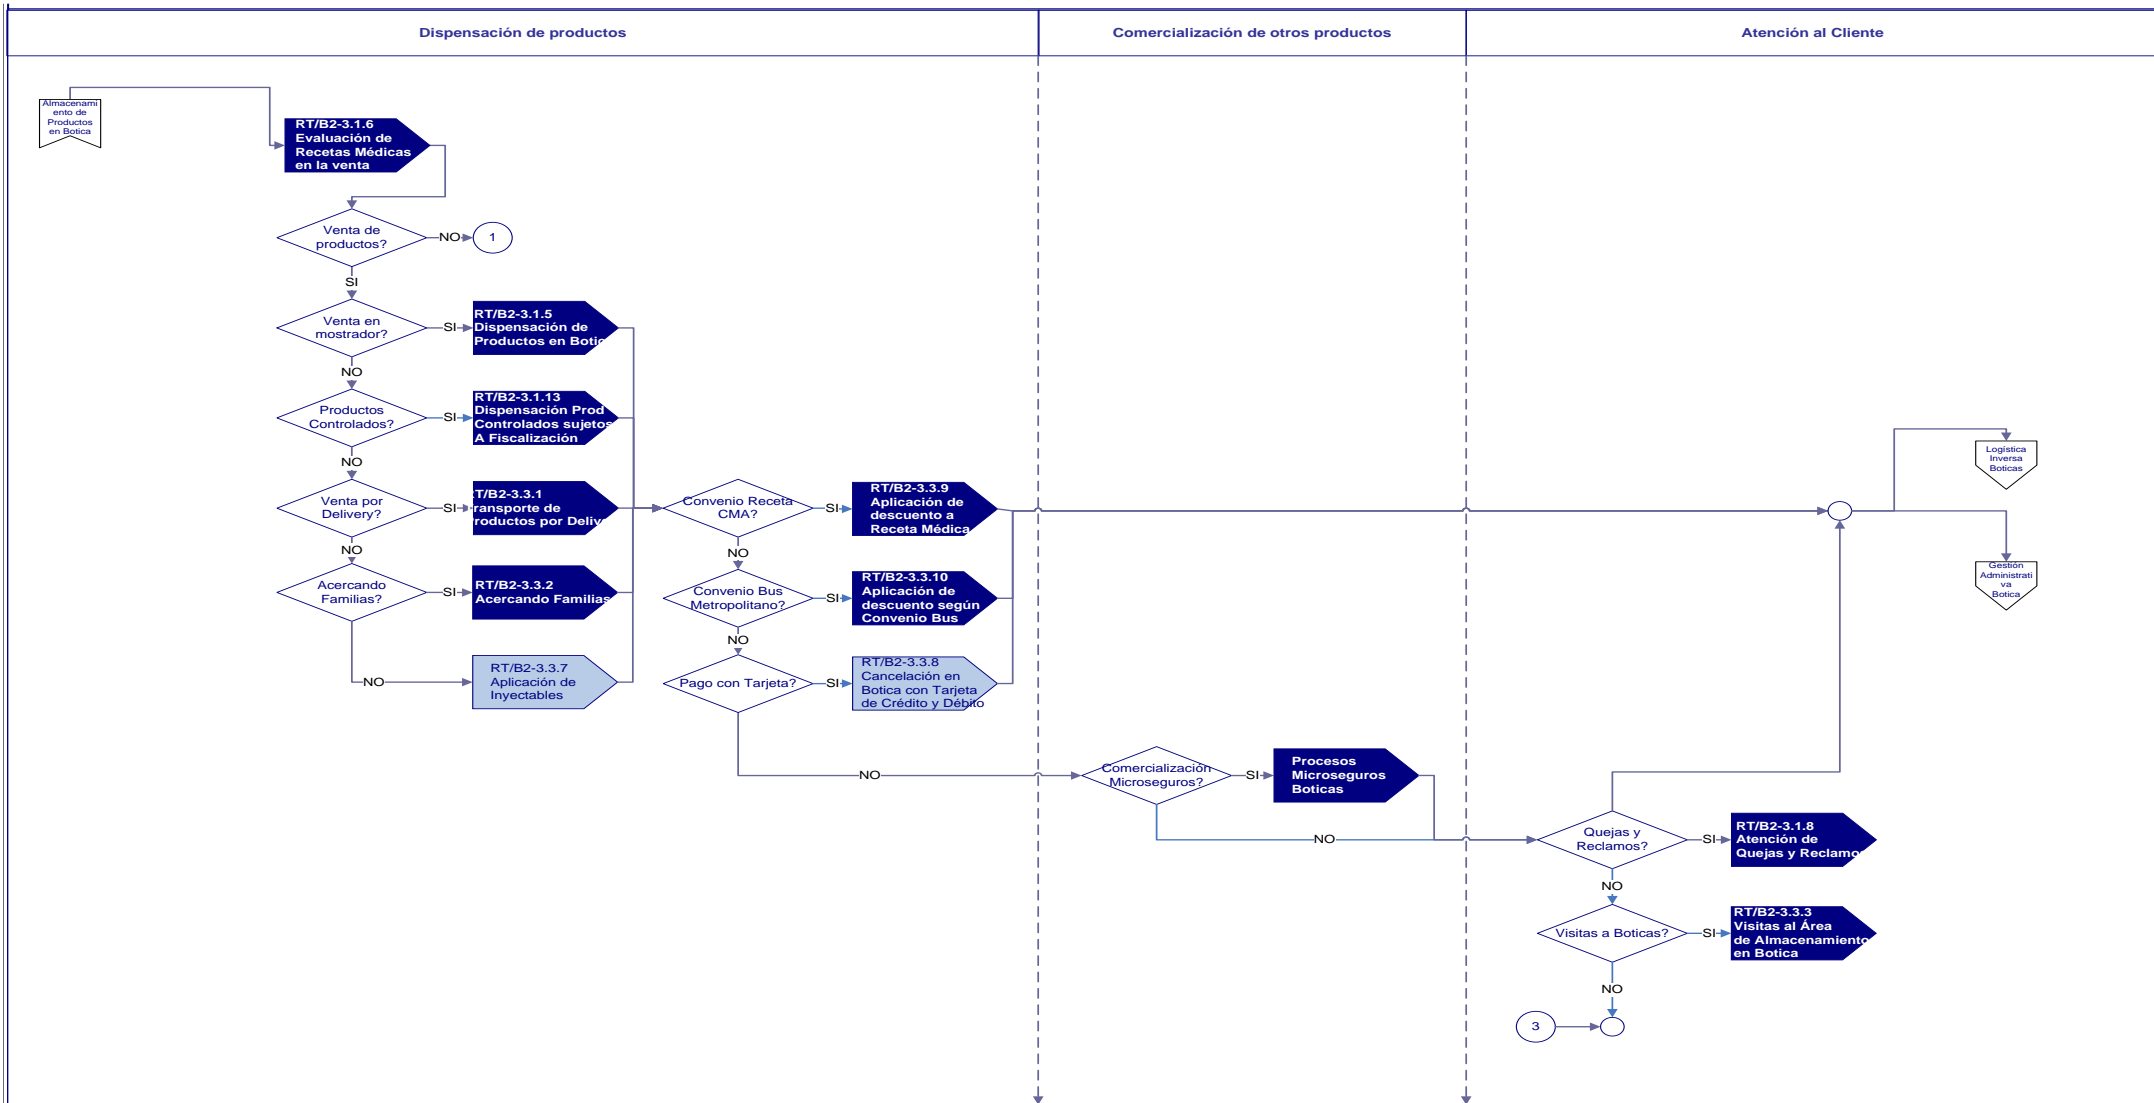 Dispensación de productos
Comercialización de otros productos
Atención al Cliente
Almacenami
ento de
Productos
en Botica
RT/B2-3.1.6
Evaluación de
Recetas Médicas
en la venta
Venta de
productos?
NO
1
SI
Venta en
mostrador?
SI
RT/B2-3.1.5
Dispensación de
Productos en Botic
NO
Productos
Controlados?
SI
RT/B2-3.1.13
Dispensación Prod
Controlados sujetos
A Fiscalización
NO
Venta por
Delivery?
SI
T/B2-3.3.1
ransporte de
roductos por Delive
NO
Acercando
Familias?
SI
RT/B2-3.3.2
Acercando Familias
NO
RT/B2-3.3.7
Aplicación de
Inyectables
Convenio Receta
CMA?
SI
RT/B2-3.3.9
Aplicación de
descuento a
Receta Médica
NO
Convenio Bus
Metropolitano?
SI
RT/B2-3.3.10
Aplicación de
descuento según
Convenio Bus
NO
Pago con Tarjeta?
SI
RT/B2-3.3.8
Cancelación en
Botica con Tarjeta
de Crédito y Débito
NO
Comercialización
Microseguros?
SI
Procesos
Microseguros
Boticas
NO
Logística
Inversa
Boticas
Gestión
Administrati
va
Botica
Quejas y
Reclamos?
SI
RT/B2-3.1.8
Atención de
Quejas y Reclamo
NO
Visitas a Boticas?
SI
RT/B2-3.3.3
Visitas al Área
de Almacenamiento
en Botica
NO
3